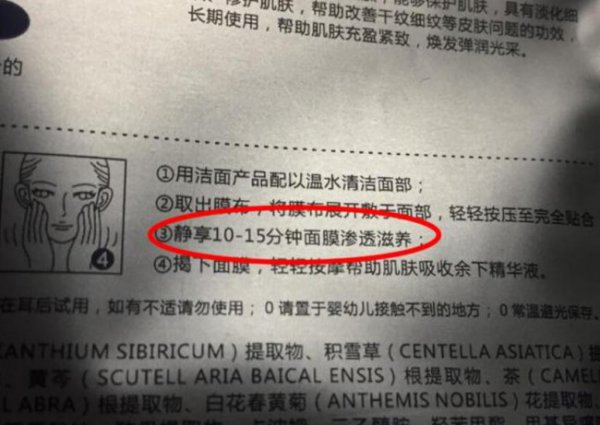 能够保护肌肤，具有淡化细
修护肌肤，帮助改善干纹细纹等皮肤问题的功效，
长期使用，帮助肌肤充盈紧致，焕发弹润光采。
的
①用洁面产品配以温水清洁面部；
②取出膜布，将膜布展开敷于面部，轻轻按压至完全贴合
③静享10-15分钟面膜渗透滋养；
④揭下面膜，轻轻按摩帮助肌肤吸收余下精华液。
4
在耳后试用，如有不适请勿使用；0请置于婴幼儿接触不到的地方；0常温避光保存。
XANTHIUM SIBIRICUM）提取物、积雪草（CENTELLA ASIATICA）提
、黄芩（SCUTELL ARIA BAICAL ENSIS）根提取物、茶（CAMEL
L ABRA）根提取物、白花春黄菊（ANTHEMIS NOBILIS）花提取物